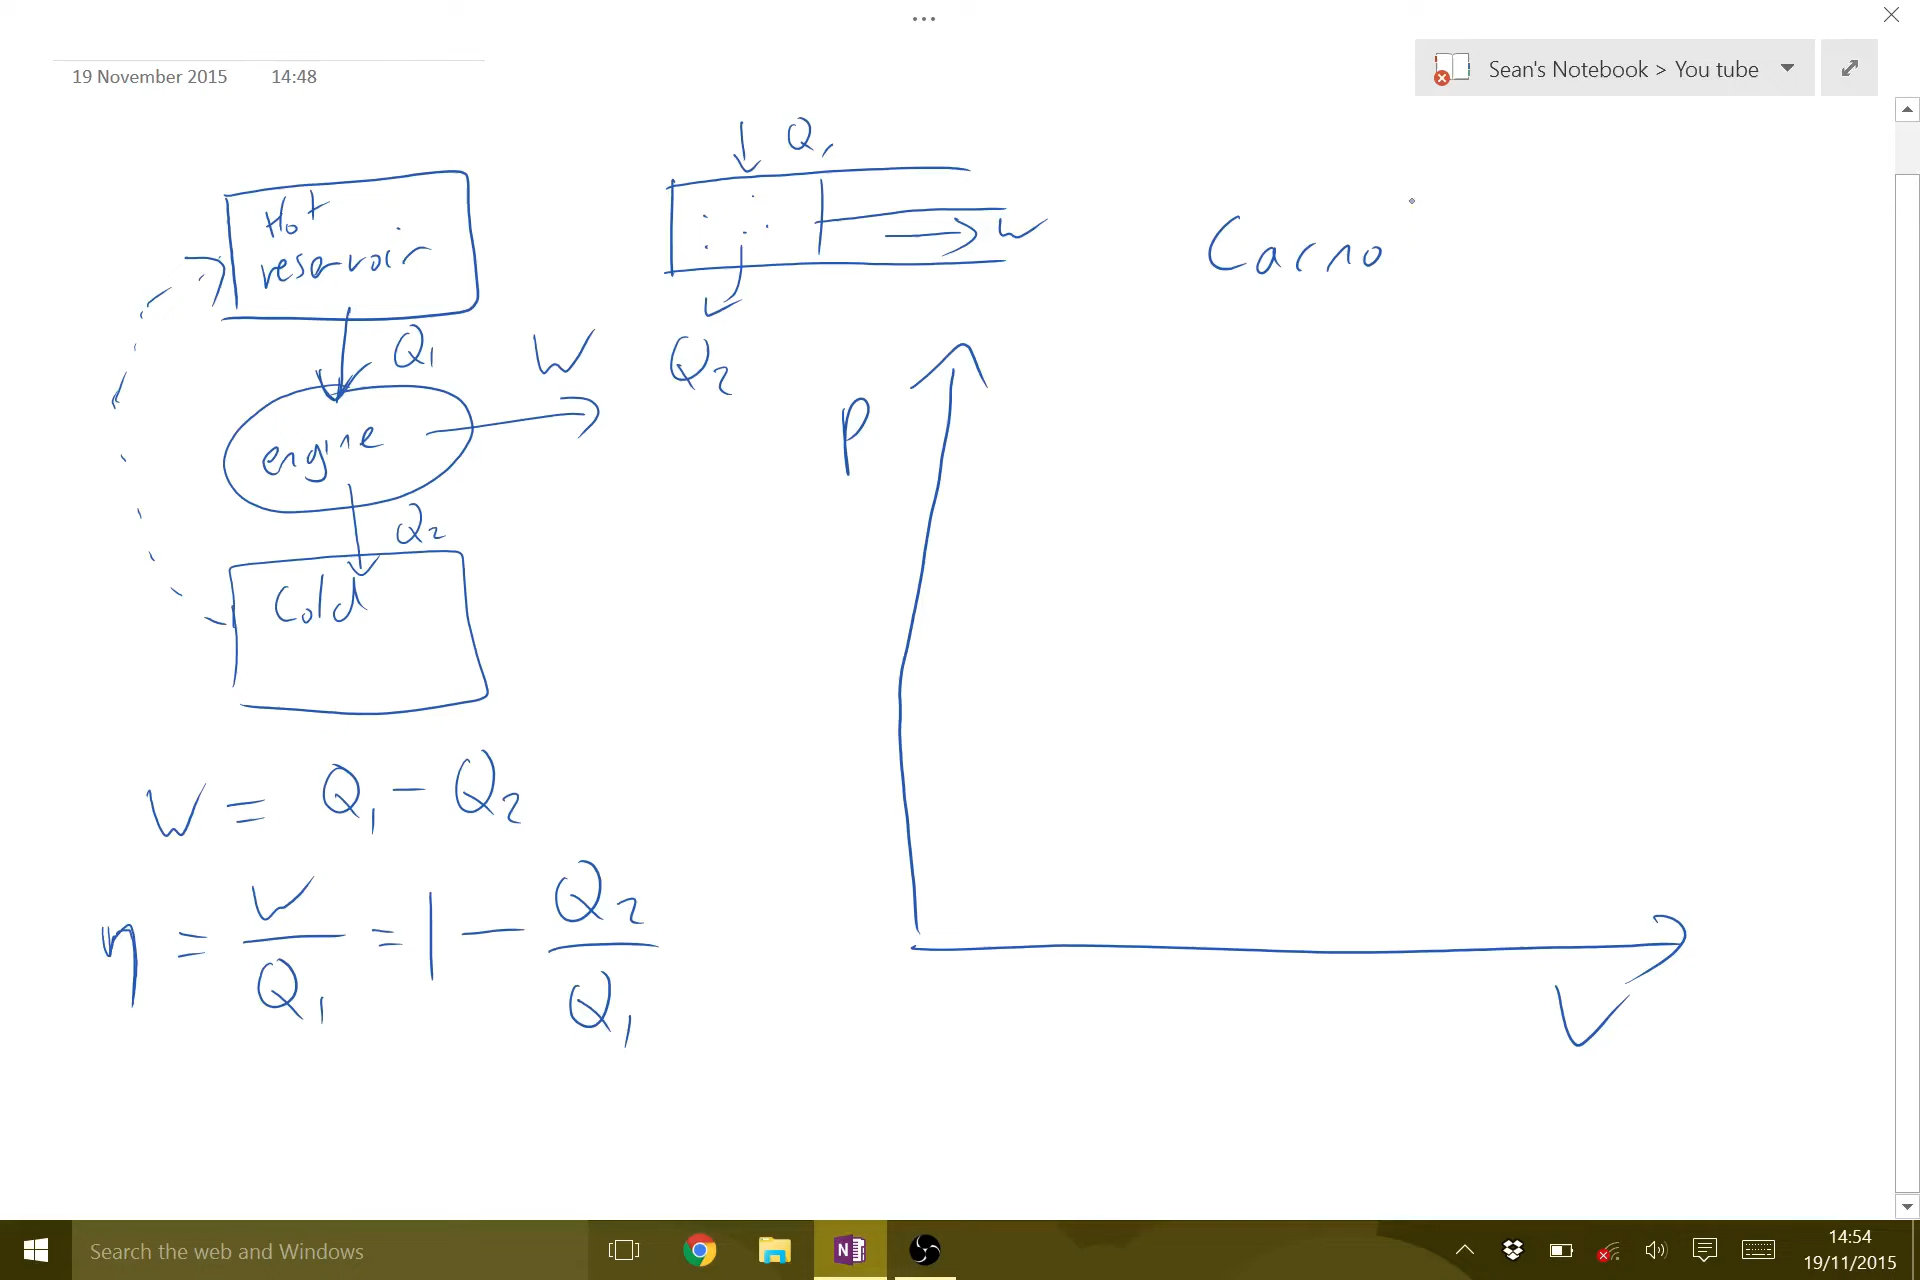 19 November 2015 14:48
Sean's Notebook > You tube
Q1
Hot
reservoir
W
Carno
Q1
W
Q2
P
engine
Q2
Cold
W = Q1 - Q2
η = W/Q1 = 1 - Q2/Q1
V
Search the web and Windows
N
14:54
19/11/2015